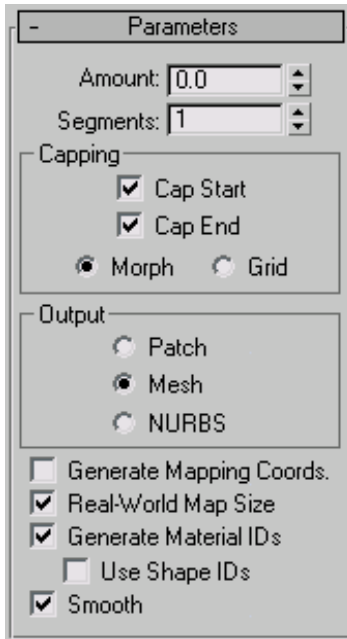 - Parameters
Amount: 0.0
Segments: 1
Capping
Cap Start
Cap End
Morph Grid
Output
Patch
Mesh
NURBS
Generate Mapping Coords.
Real-World Map Size
Generate Material IDs
Use Shape IDs
Smooth